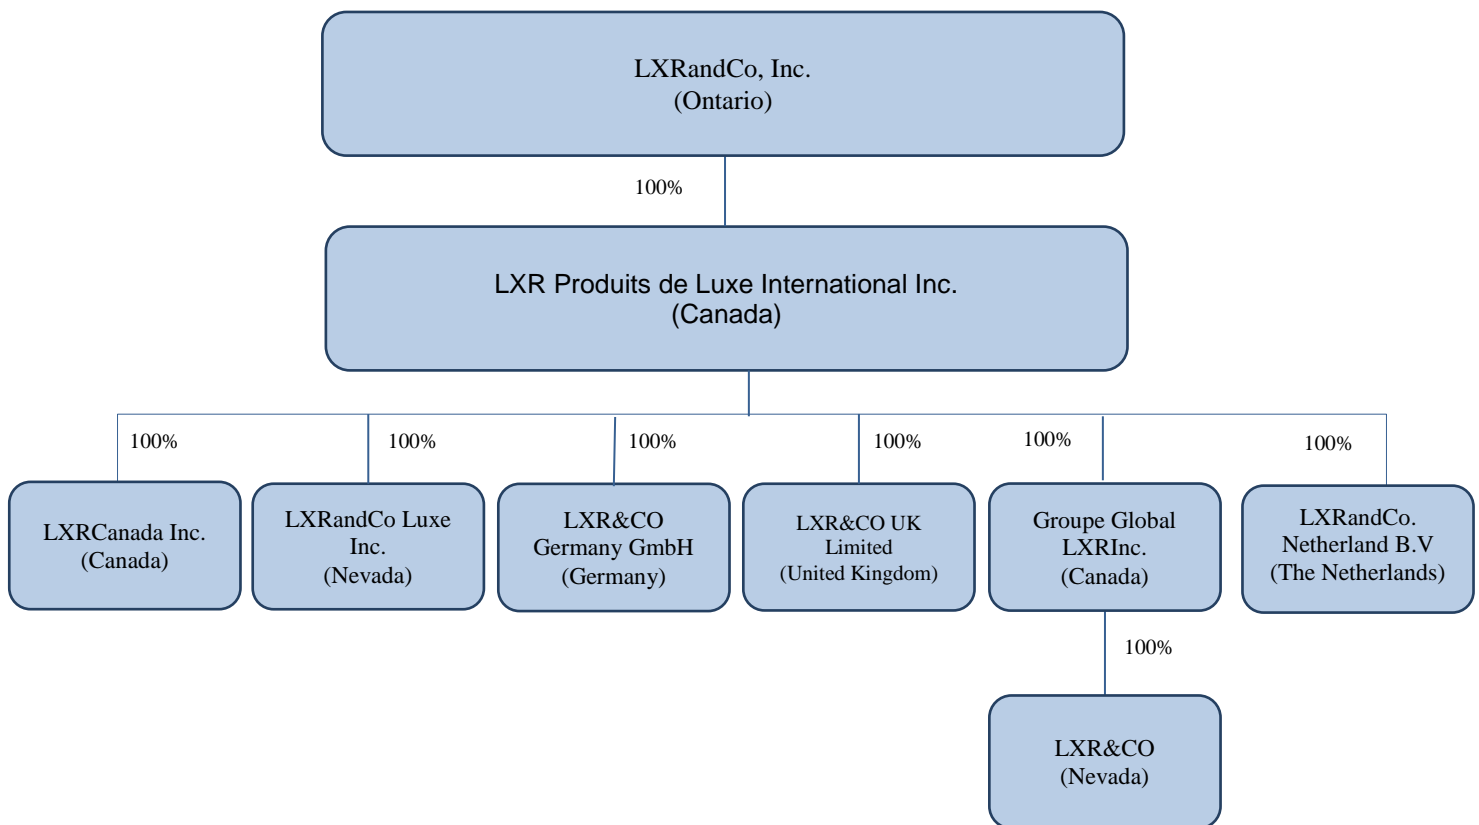 LXRandCo, Inc.
(Ontario)
100%
LXR Produits de Luxe International Inc.
(Canada)
100%
100%
100%
100%
100%
100%
LXRCanada Inc.
(Canada)
LXRandCo Luxe
Inc.
(Nevada)
LXR&CO
Germany GmbH
(Germany)
LXR&CO UK
Limited
(United Kingdom)
Groupe Global
LXRInc.
(Canada)
LXRandCo.
Netherland B.V
(The Netherlands)
100%
LXR&CO
(Nevada)